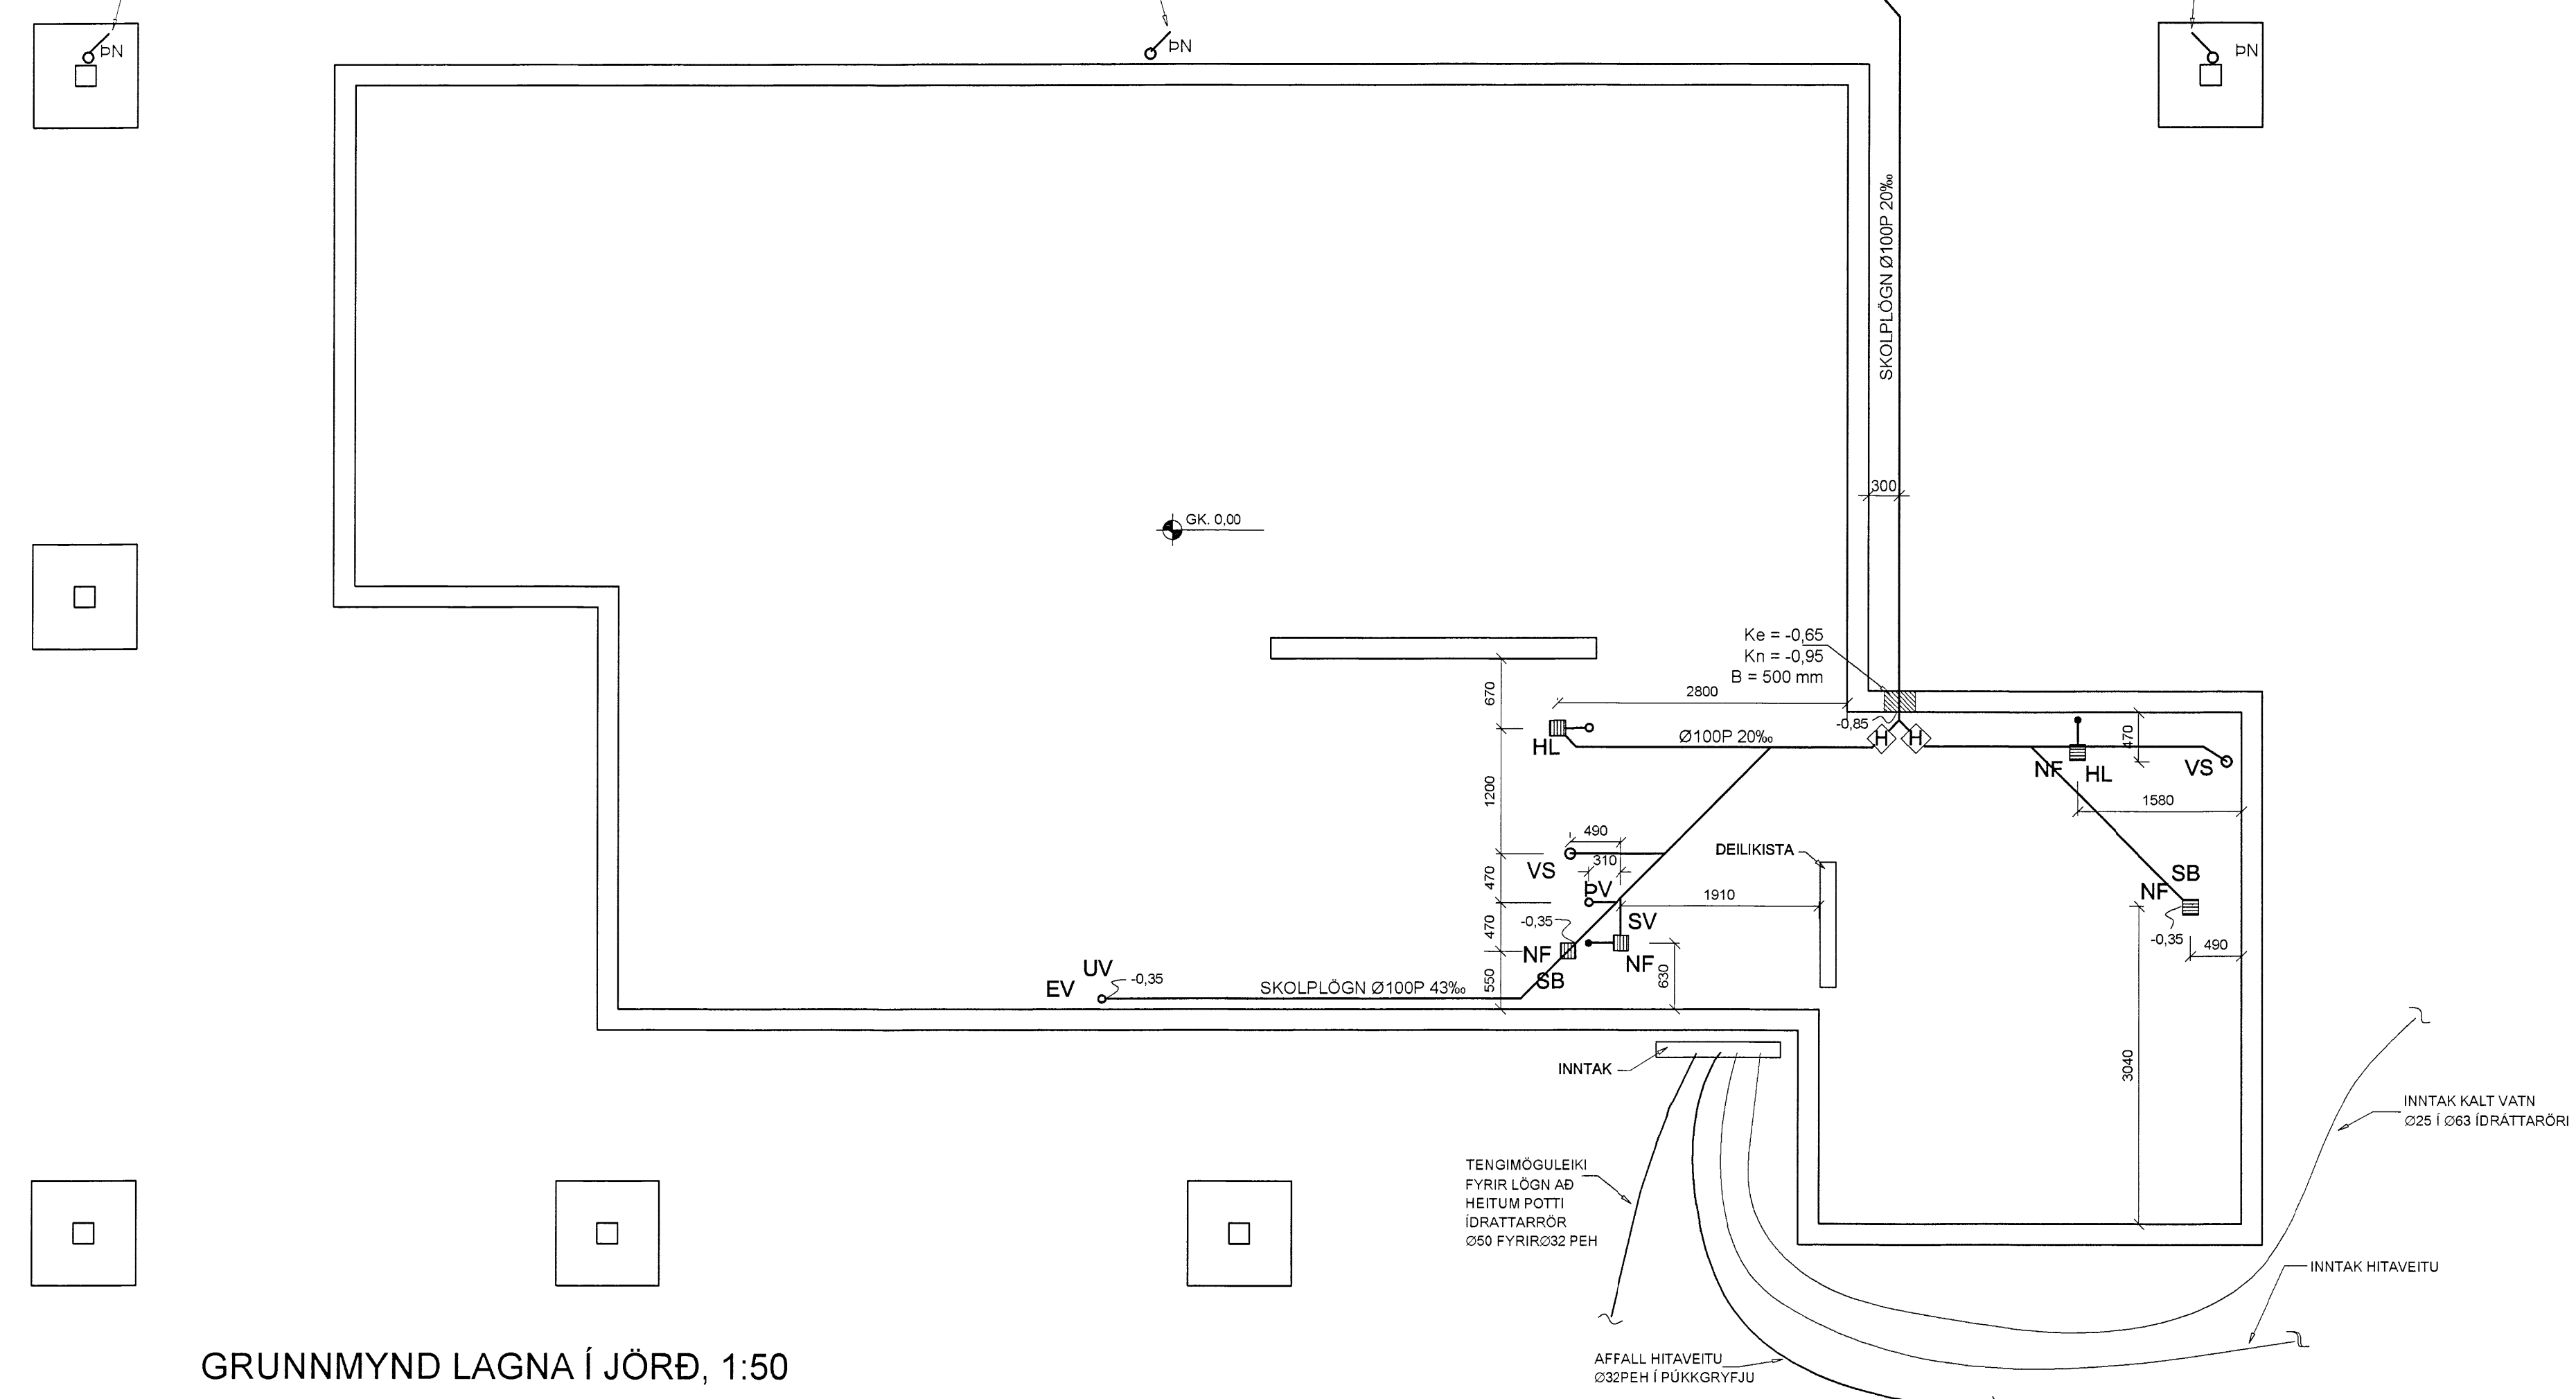 ÞN
ÞN
ÞN
SKOLPLÖGN Ø100P 20‰
300
GK. 0,00
Ke = -0,65
Kn = -0,95
B = 500 mm
2800
670
-0,85
H
H
HL
Ø100P 20‰
470
NF
HL
VS
1200
1580
490
VS
310
470
ÞV
DEILIKISTA
1910
SB
NF
-0,35
SV
470
-0,35
490
NF
NF
UV
-0,35
EV
SKOLPLÖGN Ø100P 43‰
550
SB
630
3040
INNTAK
INNTAK KALT VATN
Ø25 Í Ø63 ÍDRÁTTARÖRI
TENGIMÖGULEIKI
FYRIR LÖGN AÐ
HEITUM POTTI
ÍDRATTARRÖR
Ø50 FYRIRØ32 PEH
INNTAK HITAVEITU
AFFALL HITAVEITU
Ø32PEH Í PÚKKGRYFJU
GRUNNMYND LAGNA Í JÖRÐ, 1:50